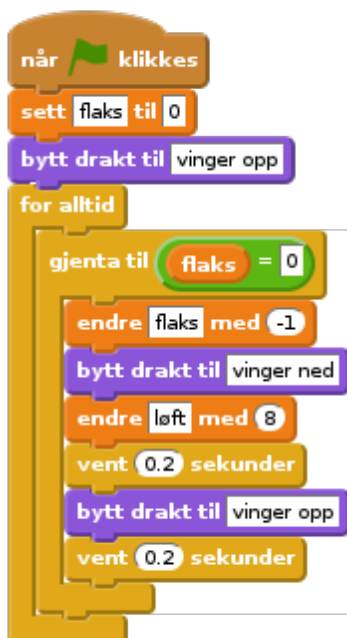 når klikkes
sett flaks til 0
bytt drakt til vinger opp
for alltid
gjenta til flaks = 0
endre flaks med -1
bytt drakt til vinger ned
endre løft med 8
vent 0.2 sekunder
bytt drakt til vinger opp
vent 0.2 sekunder